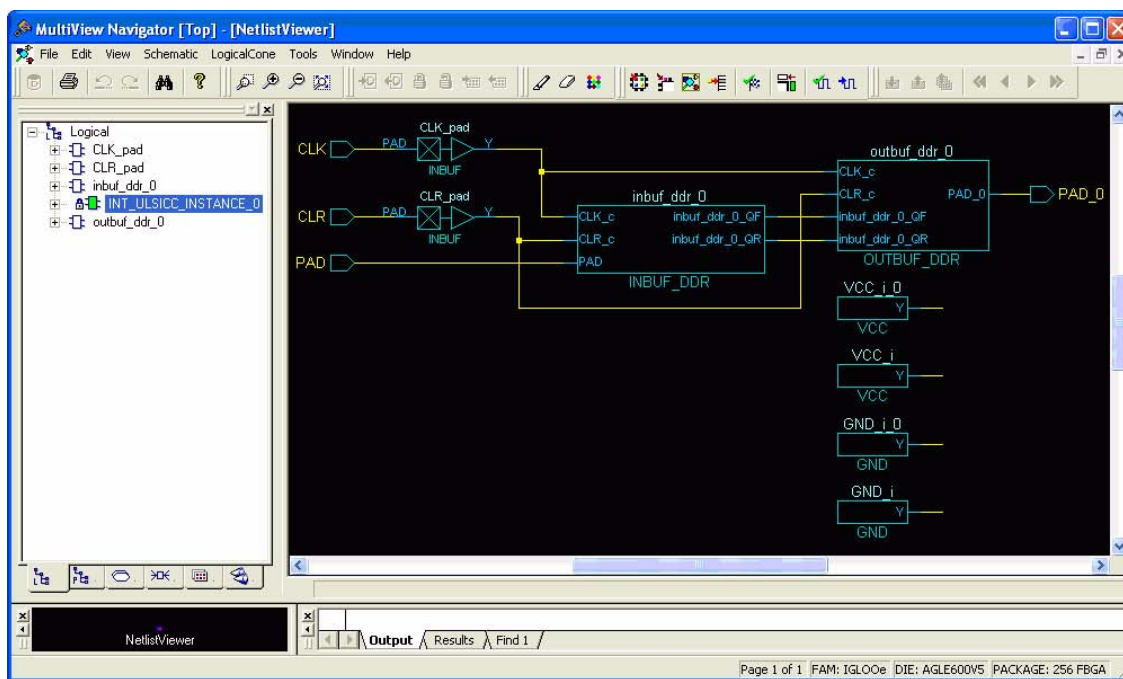 MultiView Navigator [Top] - [NetlistViewer]
File Edit View Schematic LogicalCone Tools Window Help
Logical
CLK_pad
CLR_pad
inbuf_ddr_0
INT_ULSICC_INSTANCE_0
outbuf_ddr_0
CLK_pad
CLK PAD Y
INBUF
CLR_pad
CLR PAD Y
INBUF
PAD
inbuf_ddr_0
CLK_c inbuf_ddr_0_QF
CLR_c inbuf_ddr_0_QR
PAD
INBUF_DDR
outbuf_ddr_0
CLK_c
CLR_c PAD_0 PAD_0
inbuf_ddr_0_QF
inbuf_ddr_0_QR
OUTBUF_DDR
VCC_i_0
Y
VCC
VCC_i
Y
VCC
GND_i_0
Y
GND
GND_i
Y
GND
NetlistViewer
Output Results Find 1
Page 1 of 1 FAM: IGLOOe DIE: AGLE600V5 PACKAGE: 256 FBGA